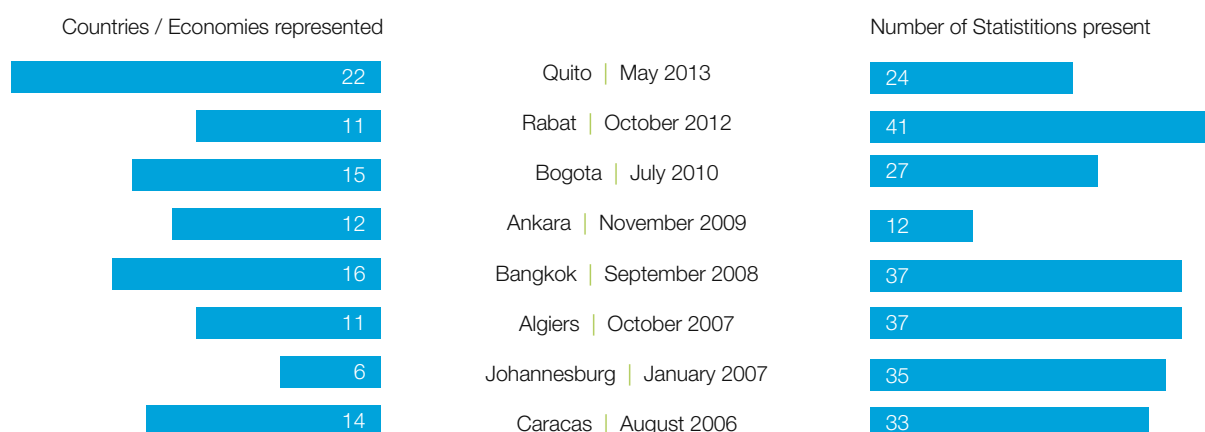 Countries / Economies represented Number of Statistitions present
22 Quito | May 2013 24
11 Rabat | October 2012 41
15 Bogota | July 2010 27
12 Ankara | November 2009 12
16 Bangkok | September 2008 37
11 Algiers | October 2007 37
6 Johannesburg | January 2007 35
14 Caracas | August 2006 33